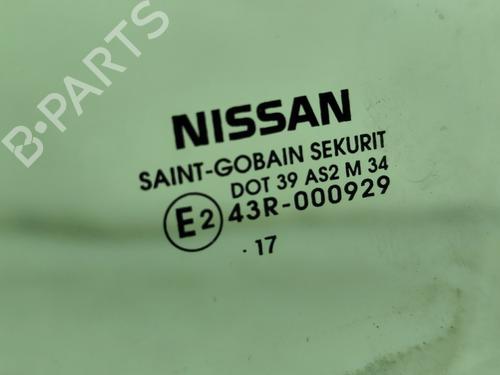 B-PARTS
NISSAN
SAINT-GOBAIN SEKURIT
DOT 39 AS2 M 34
E2 43R-000929
. 17